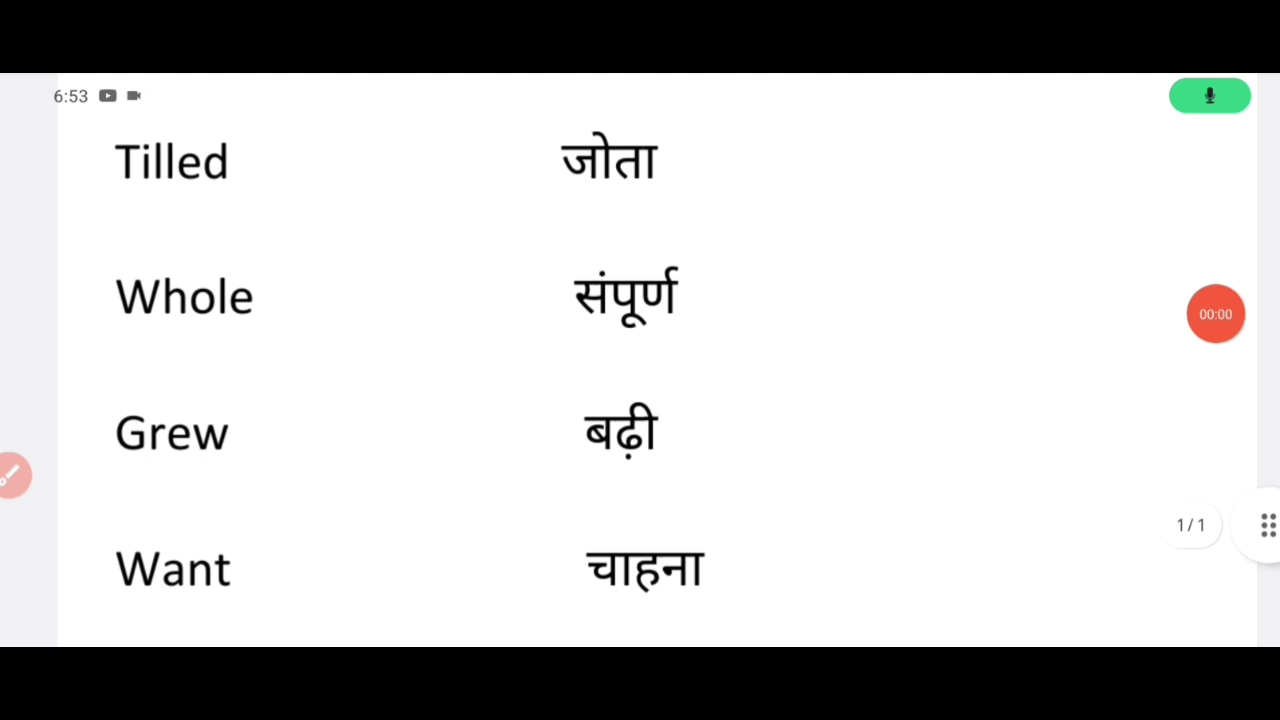 6:53
Tilled जोता
Whole संपूर्ण
00:00
Grew बढ़ी
1/1
Want चाहना